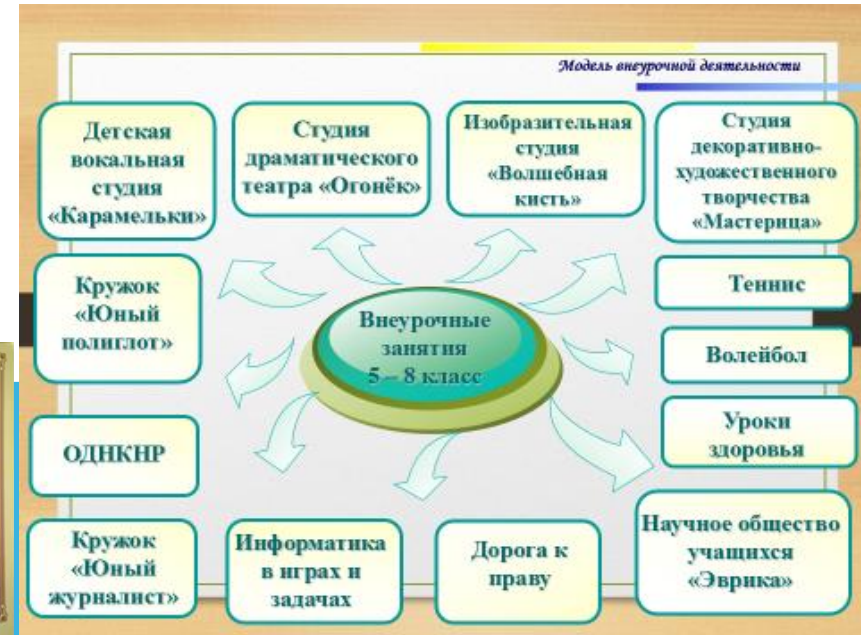 Модель внеурочной деятельности
Детская
вокальная
студия
«Карамельки»
Студия
драматического
театра «Огонёк»
Изобразительная
студия
«Волшебная
кисть»
Студия
декоративно-
художественного
творчества
«Мастерица»
Кружок
«Юный
полиглот»
Внеурочные
занятия
5 – 8 класс
Теннис
Волейбол
Уроки
здоровья
ОДНКНР
Кружок
«Юный
журналист»
Информатика
в играх и
задачах
Дорога к
праву
Научное общество
учащихся
«Эврика»